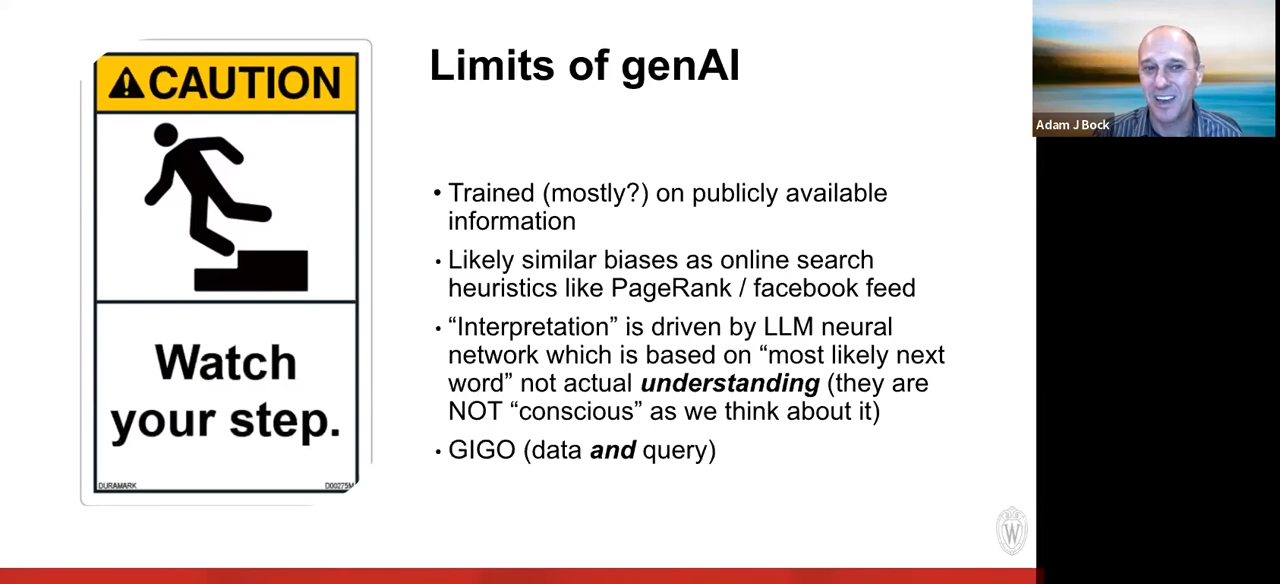 CAUTION
Watch
your step.
DURAMARK
D00275M
Limits of genAI
• Trained (mostly?) on publicly available
information
• Likely similar biases as online search
heuristics like PageRank / facebook feed
• “Interpretation” is driven by LLM neural
network which is based on “most likely next
word” not actual understanding (they are
NOT “conscious” as we think about it)
• GIGO (data and query)
W
Adam J Bock